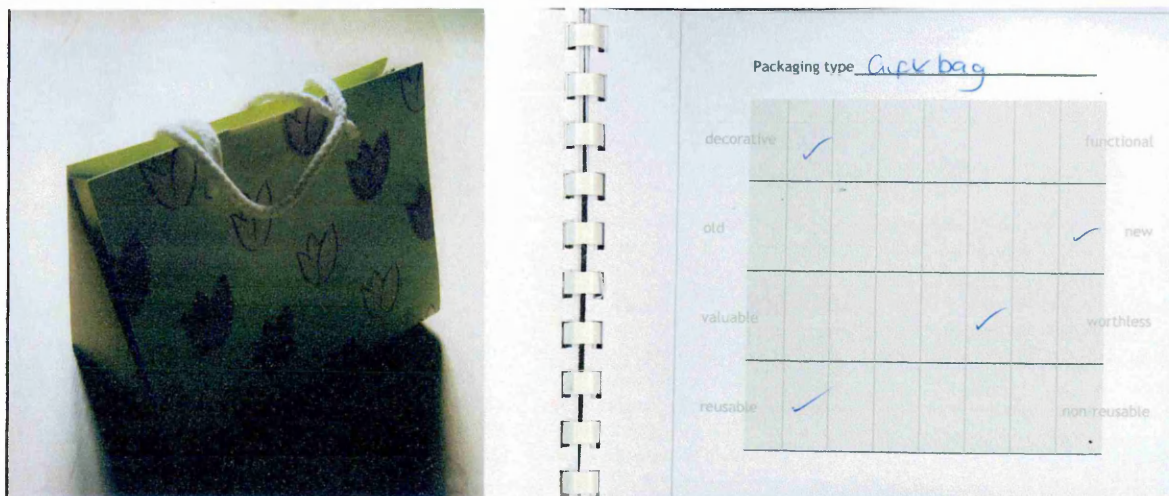 Packaging type Gift bag
decorative functional
old new
valuable worthless
reusable non-reusable